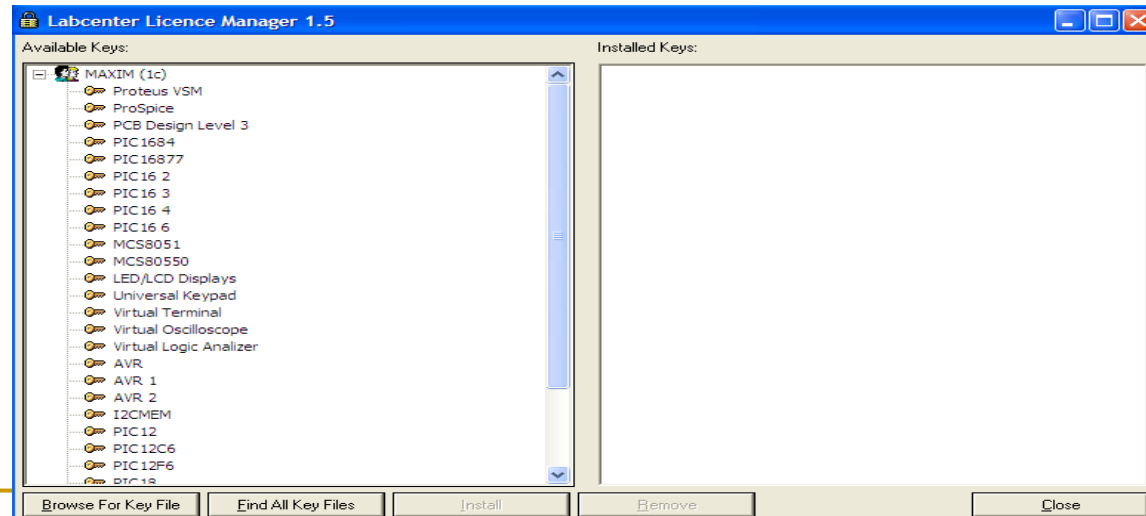 Labcenter Licence Manager 1.5
Available Keys:
Installed Keys:
MAXIM (1c)
Proteus VSM
ProSpice
PCB Design Level 3
PIC1684
PIC16877
PIC16 2
PIC16 3
PIC16 4
PIC16 6
MCS8051
MCS80550
LED/LCD Displays
Universal Keypad
Virtual Terminal
Virtual Oscilloscope
Virtual Logic Analizer
AVR
AVR 1
AVR 2
I2CMEM
PIC12
PIC12C6
PIC12F6
PIC18
Browse For Key File
Find All Key Files
Install
Remove
Close